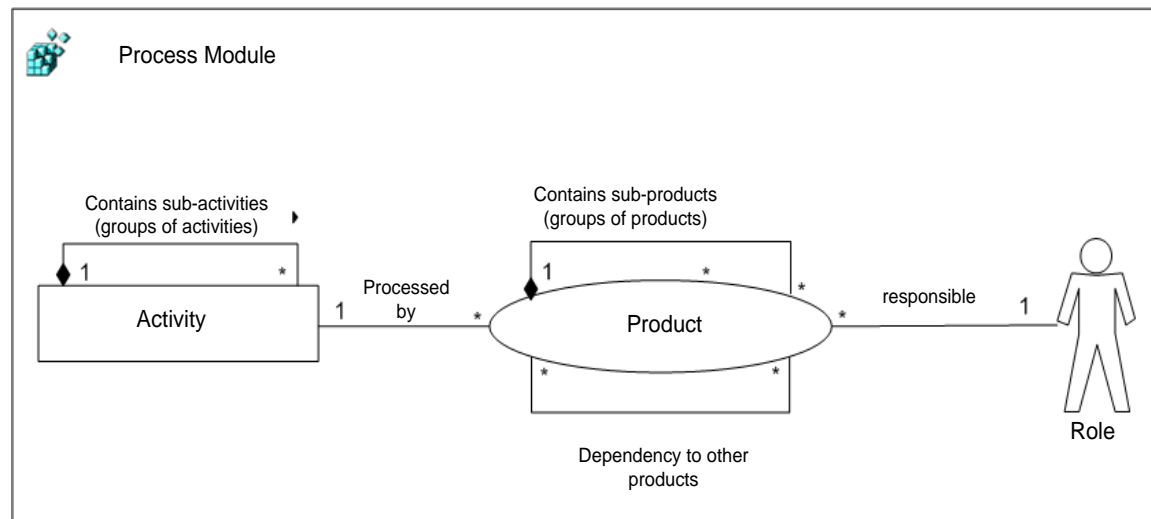 Process Module
Contains sub-activities
(groups of activities)
Contains sub-products
(groups of products)
1
*
1
*
*
Processed
by
responsible
Activity
1
*
Product
*
1
*
*
Role
Dependency to other
products